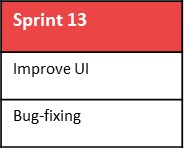 Sprint 13
Improve UI
Bug-fixing